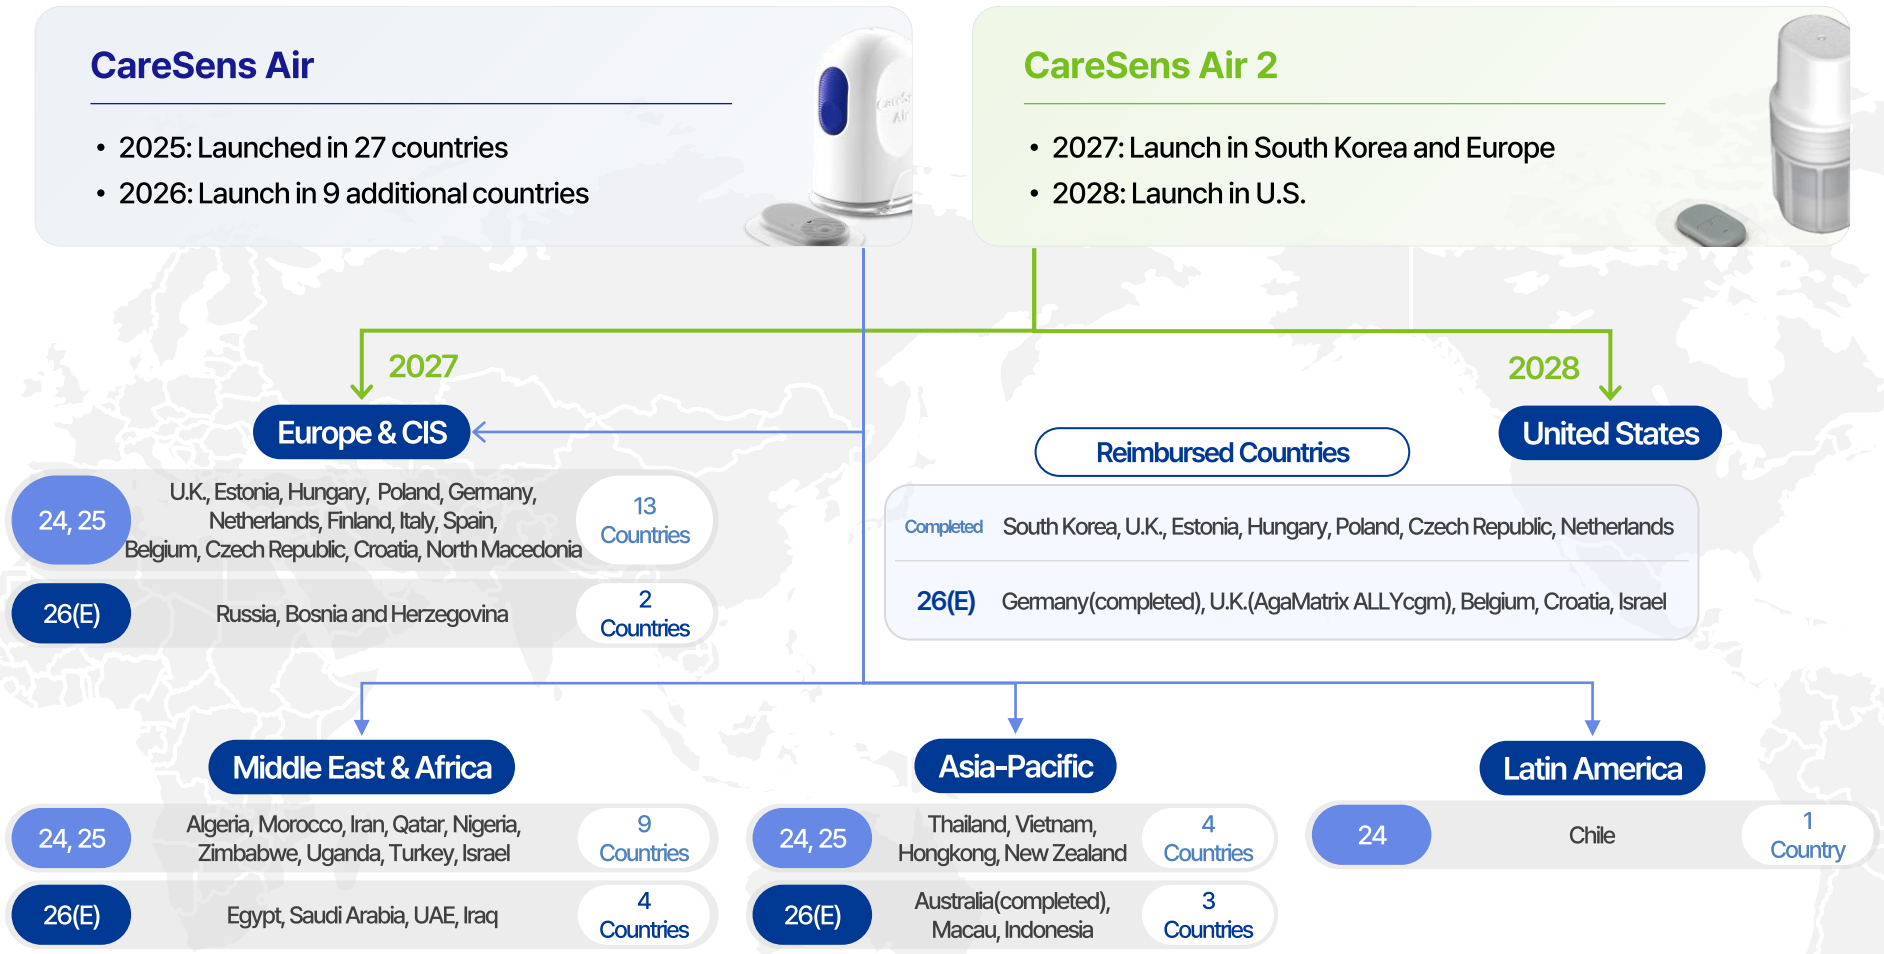 CareSens Air
• 2025: Launched in 27 countries
• 2026: Launch in 9 additional countries
CareSens Air 2
• 2027: Launch in South Korea and Europe
• 2028: Launch in U.S.
2027
2028
Europe & CIS
United States
24, 25
U.K., Estonia, Hungary, Poland, Germany,
Netherlands, Finland, Italy, Spain,
Belgium, Czech Republic, Croatia, North Macedonia
13
Countries
26(E)
Russia, Bosnia and Herzegovina
2
Countries
Reimbursed Countries
Completed
South Korea, U.K., Estonia, Hungary, Poland, Czech Republic, Netherlands
26(E)
Germany(completed), U.K.(AgaMatrix ALLYcgm), Belgium, Croatia, Israel
Middle East & Africa
24, 25
Algeria, Morocco, Iran, Qatar, Nigeria,
Zimbabwe, Uganda, Turkey, Israel
9
Countries
26(E)
Egypt, Saudi Arabia, UAE, Iraq
4
Countries
Asia-Pacific
24, 25
Thailand, Vietnam,
Hongkong, New Zealand
4
Countries
26(E)
Australia(completed),
Macau, Indonesia
3
Countries
Latin America
24
Chile
1
Country